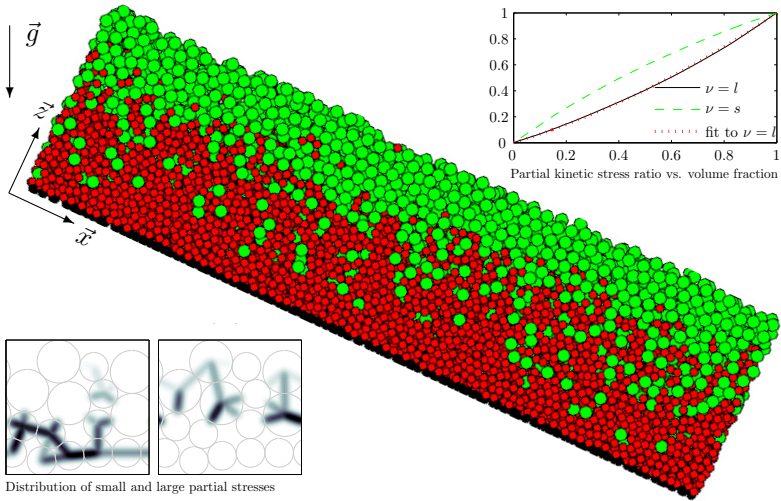 g⃗
z⃗
x⃗
1
0.8
0.6
0.4
0.2
0
0 0.2 0.4 0.6 0.8 1
ν = l
ν = s
fit to ν = l
Partial kinetic stress ratio vs. volume fraction
Distribution of small and large partial stresses